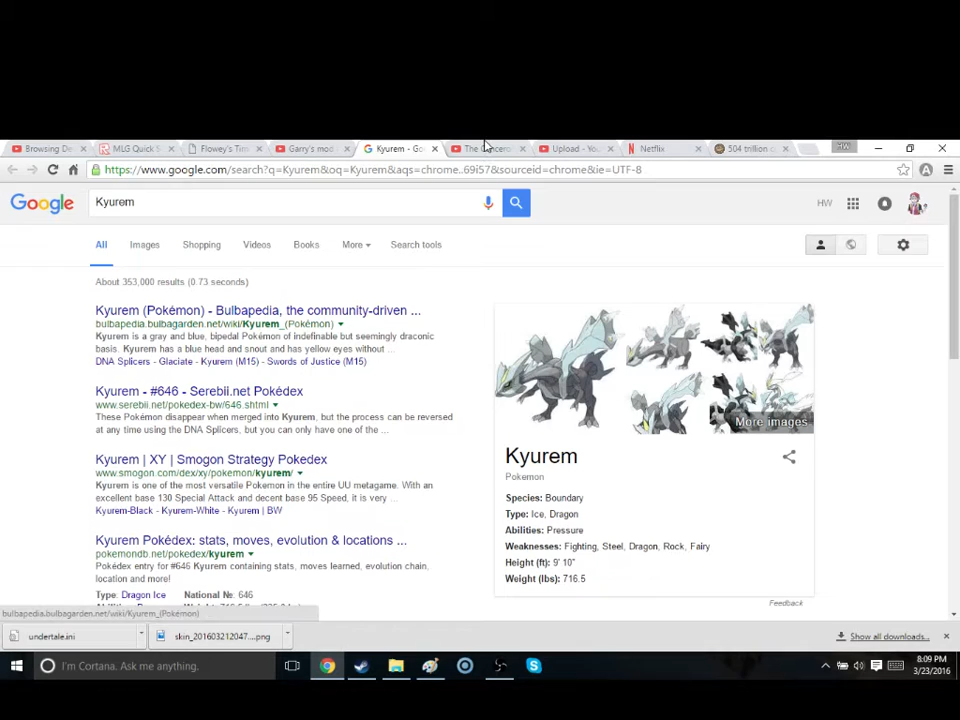 Browsing De
MLG Quick S
Flowey's Tim
Garry's mod
Kyurem - Go
Upload - You
Netflix
504 trillion c
HW
https://www.google.com/search?q=Kyurem&oq=Kyurem&aqs=chrome..69i57&sourceid=chrome&ie=UTF-8
Google
Kyurem
HW
All
Images
Shopping
Videos
Books
More
Search tools
About 353,000 results (0.73 seconds)
Kyurem (Pokémon) - Bulbapedia, the community-driven ...
bulbapedia.bulbagarden.net/wiki/Kyurem_(Pokémon)
Kyurem is a gray and blue, bipedal Pokémon of indefinable but seemingly draconic
basis. Kyurem has a blue head and snout and has yellow eyes without ...
DNA Splicers - Glaciate - Kyurem (M15) - Swords of Justice (M15)
Kyurem - #646 - Serebii.net Pokédex
www.serebii.net/pokedex-bw/646.shtml
These Pokémon disappear when merged into Kyurem, but the process can be reversed
at any time using the DNA Splicers, but you can only have one of the ...
Kyurem | XY | Smogon Strategy Pokedex
www.smogon.com/dex/xy/pokemon/kyurem/
Kyurem is one of the most versatile Pokemon in the entire UU metagame. With an
excellent base 130 Special Attack and decent base 95 Speed, it is very ...
Kyurem-Black - Kyurem-White - Kyurem | BW
Kyurem Pokédex: stats, moves, evolution & locations ...
pokemondb.net/pokedex/kyurem
Pokédex entry for #646 Kyurem containing stats, moves learned, evolution chain,
location and more!
Type: Dragon Ice National №: 646
More images
Kyurem
Pokemon
Species: Boundary
Type: Ice, Dragon
Abilities: Pressure
Weaknesses: Fighting, Steel, Dragon, Rock, Fairy
Height (ft): 9' 10"
Weight (lbs): 716.5
Feedback
bulbapedia.bulbagarden.net/wiki/Kyurem_(Pokémon)
undertale.ini
skin_201603212047....png
Show all downloads...
I'm Cortana. Ask me anything.
8:09 PM
3/23/2016